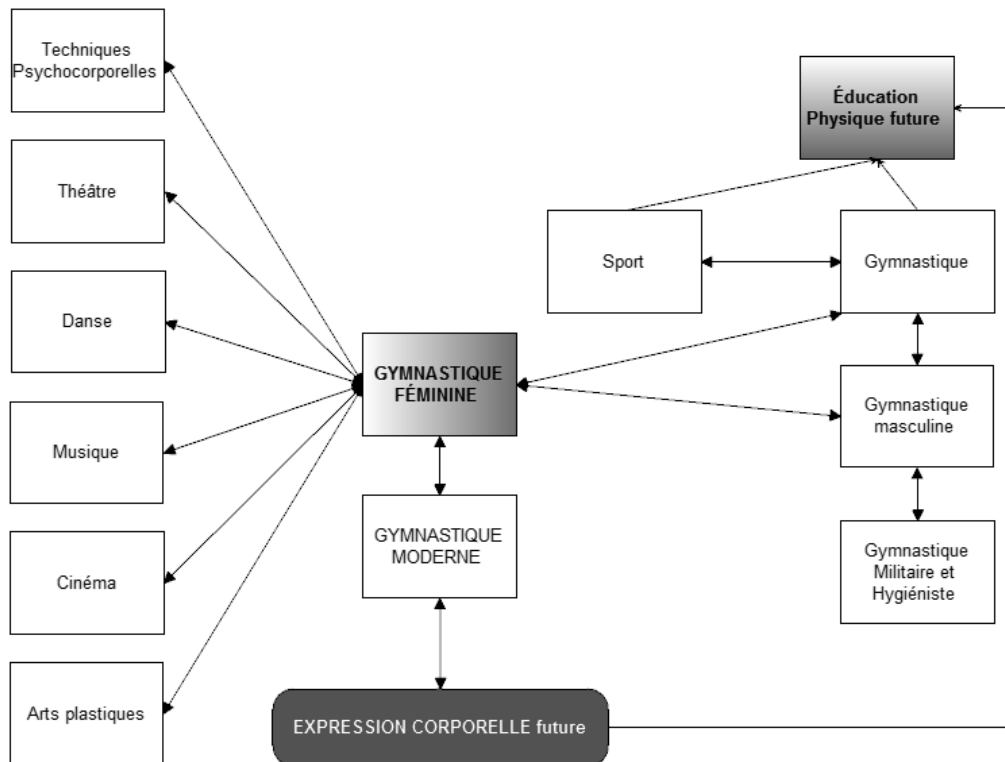 Techniques
Psychocorporelles
Théâtre
Danse
Musique
Cinéma
Arts plastiques
GYMNASTIQUE
FÉMININE
GYMNASTIQUE
MODERNE
EXPRESSION CORPORELLE future
Éducation
Physique future
Sport
Gymnastique
Gymnastique
masculine
Gymnastique
Militaire et
Hygiéniste